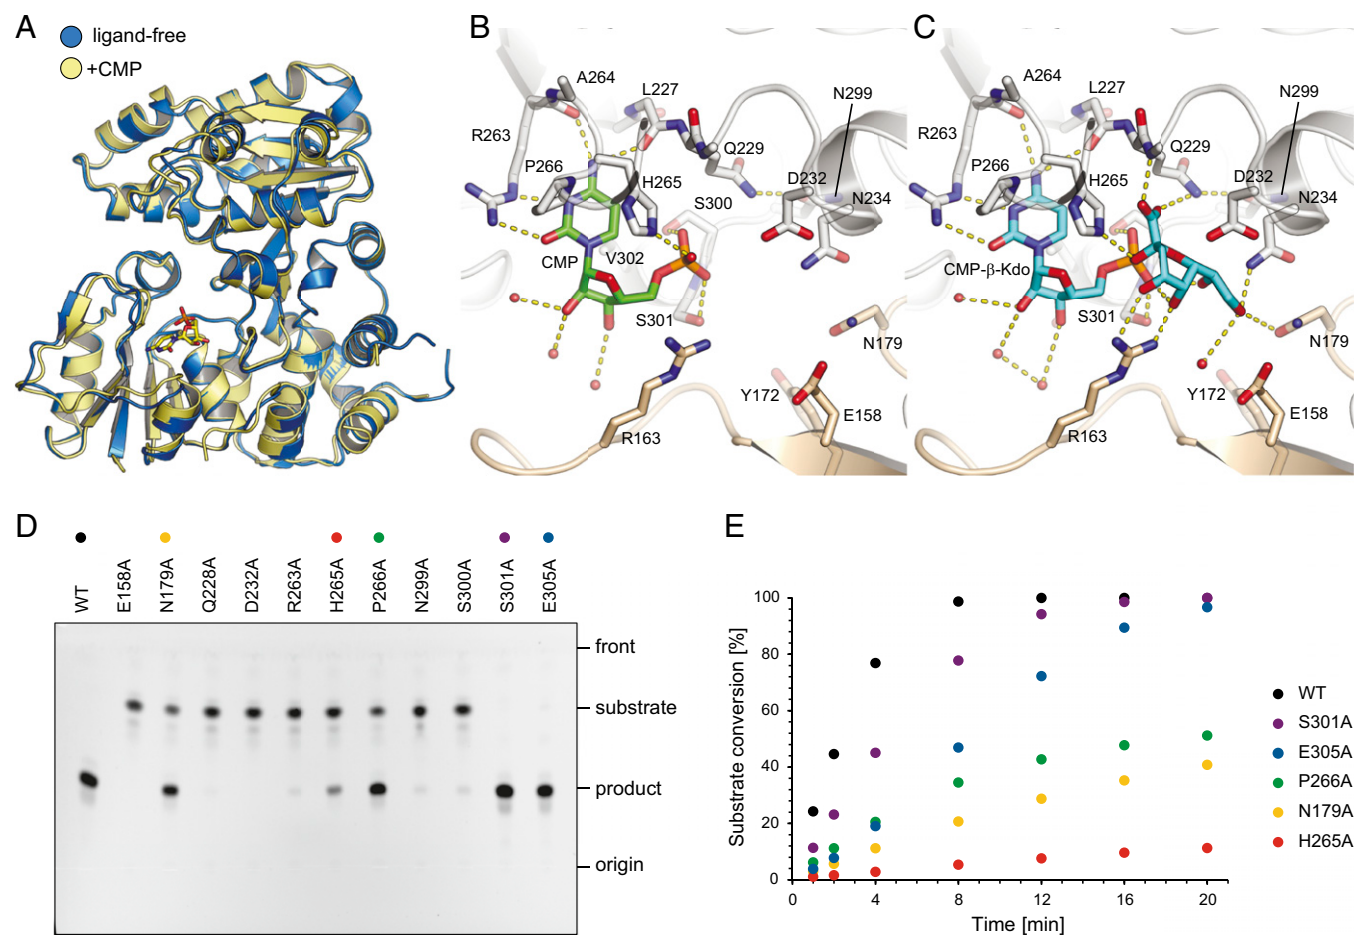 A
ligand-free
+CMP
B
A264
L227
R263
P266
Q229
H265
D232
S300
N234
CMP
V302
S301
N179
Y172
E158
R163
C
A264
N299
L227
R263
Q229
P266
H265
D232
N234
CMP-β-Kdo
S301
N179
Y172
E158
R163
D
WT
E158A
N179A
Q228A
D232A
R263A
H265A
P266A
N299A
S300A
S301A
E305A
front
substrate
product
origin
E
Substrate conversion [%]
100
80
60
40
20
0
0 4 8 12 16 20
Time [min]
WT
S301A
E305A
P266A
N179A
H265A